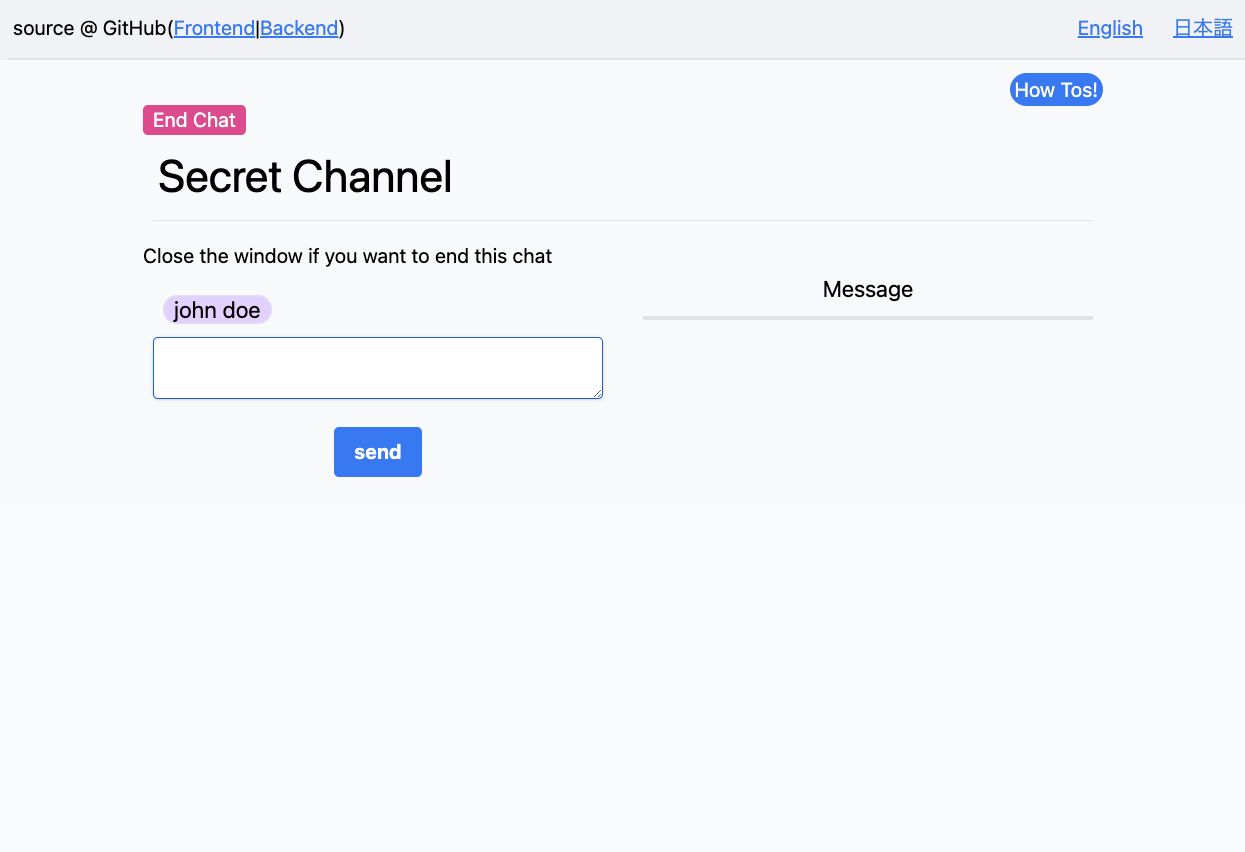 source @ GitHub(Frontend|Backend) English 日本語
How Tos!
End Chat
Secret Channel
Close the window if you want to end this chat
Message
john doe
send